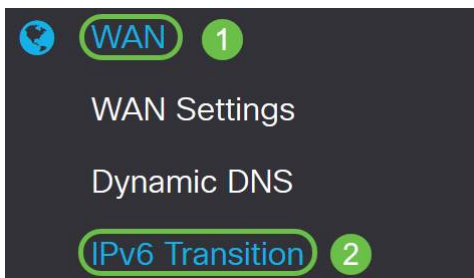 WAN 1
WAN Settings
Dynamic DNS
IPv6 Transition 2